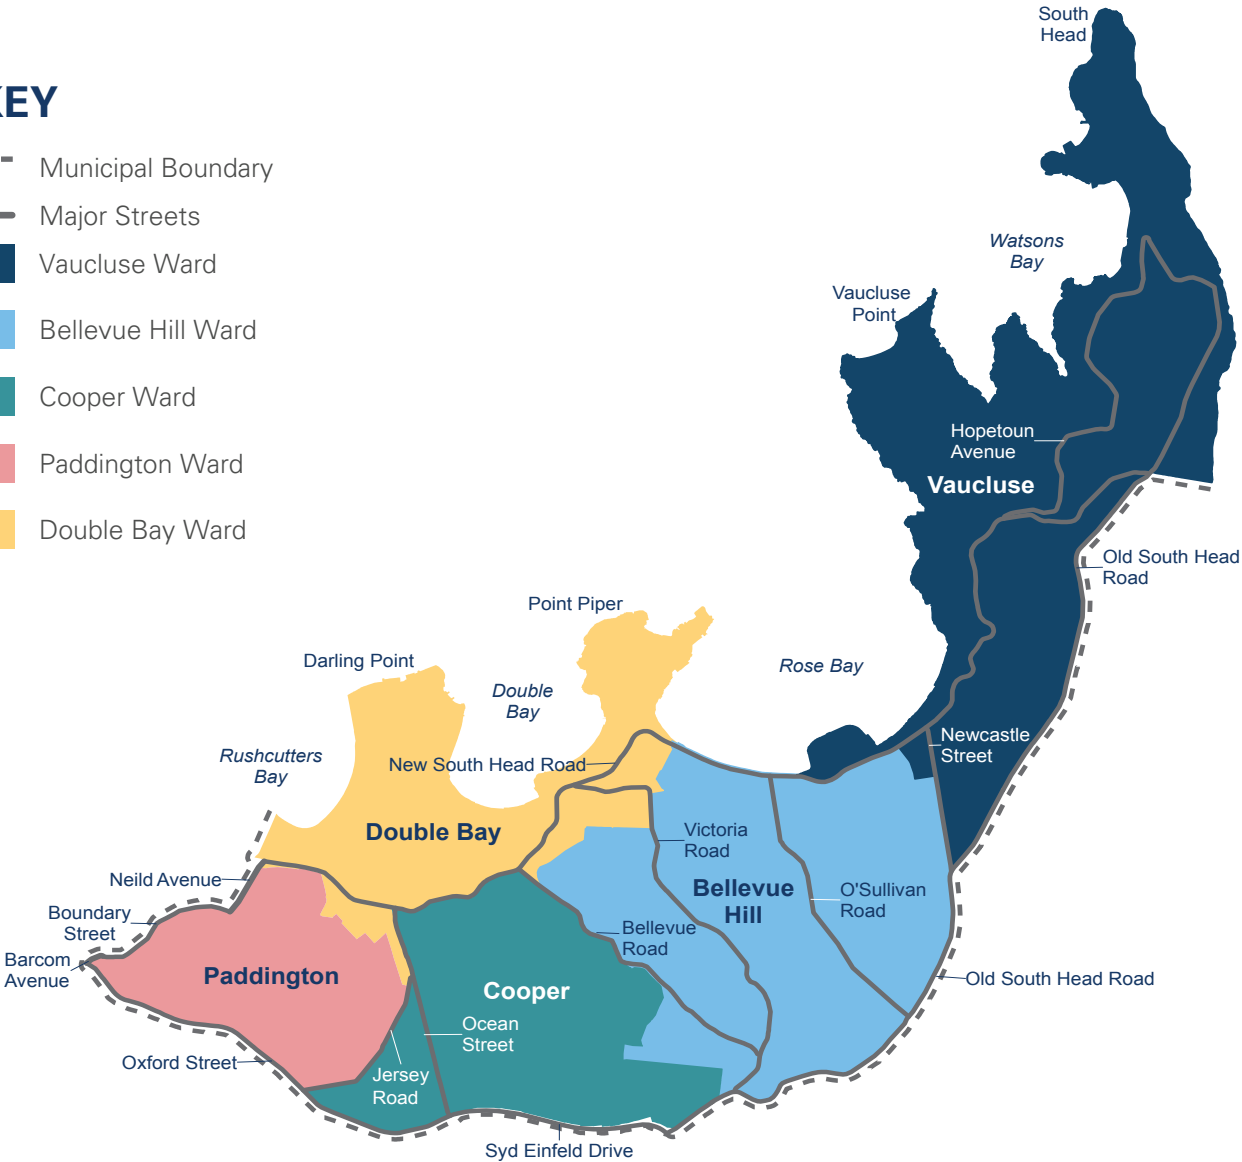 KEY
Municipal Boundary
Major Streets
Vaucluse Ward
Bellevue Hill Ward
Cooper Ward
Paddington Ward
Double Bay Ward
South
Head
Watsons
Bay
Vaucluse
Point
Hopetoun
Avenue
Vaucluse
Old South Head
Road
Point Piper
Darling Point
Double
Bay
Rose Bay
Rushcutters
Bay
New South Head Road
Newcastle
Street
Double Bay
Victoria
Road
Neild Avenue
Bellevue
Hill
O'Sullivan
Road
Boundary
Street
Bellevue
Road
Barcom
Avenue
Paddington
Cooper
Old South Head Road
Ocean
Street
Oxford Street
Jersey
Road
Syd Einfeld Drive